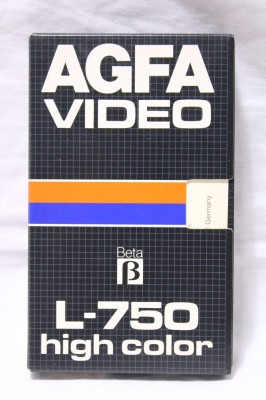 AGFA
VIDEO
Germany
Beta
β
L-750
high color